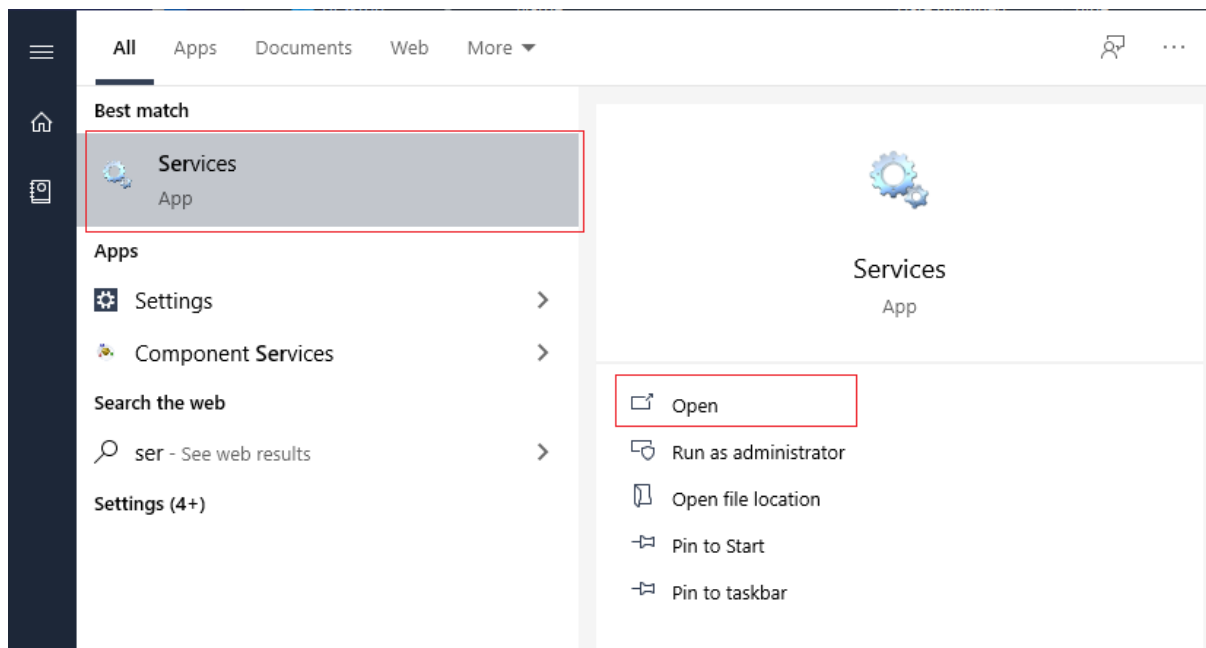 All Apps Documents Web More
Best match
Services
App
Apps
Settings
Component Services
Search the web
ser - See web results
Settings (4+)
Services
App
Open
Run as administrator
Open file location
Pin to Start
Pin to taskbar